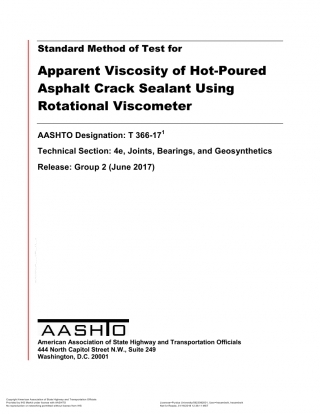 Standard Method of Test for
Apparent Viscosity of Hot-Poured
Asphalt Crack Sealant Using
Rotational Viscometer
AASHTO Designation: T 366-17¹
Technical Section: 4e, Joints, Bearings, and Geosynthetics
Release: Group 2 (June 2017)
AASHTO
American Association of State Highway and Transportation Officials
444 North Capitol Street N.W., Suite 249
Washington, D.C. 20001